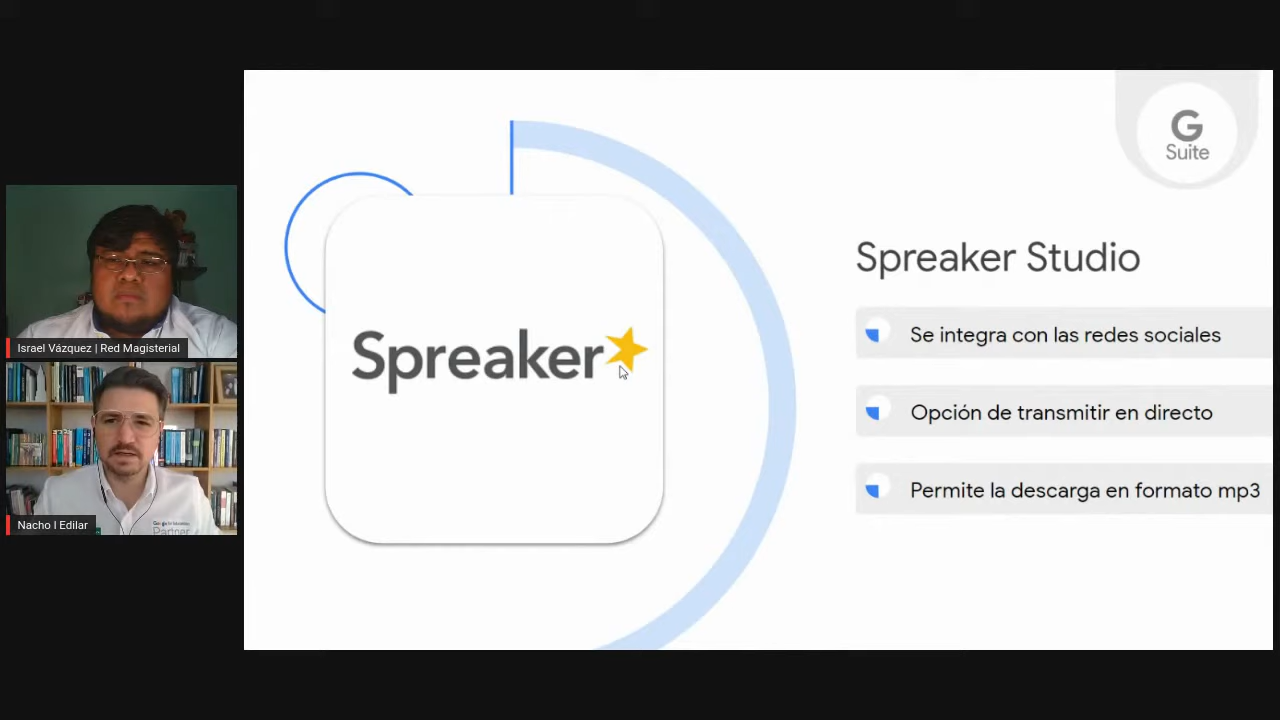 G
Suite
Spreaker Studio
Spreaker
Se integra con las redes sociales
Opción de transmitir en directo
Permite la descarga en formato mp3
Israel Vázquez | Red Magisterial
Nacho I Edilar
Partner